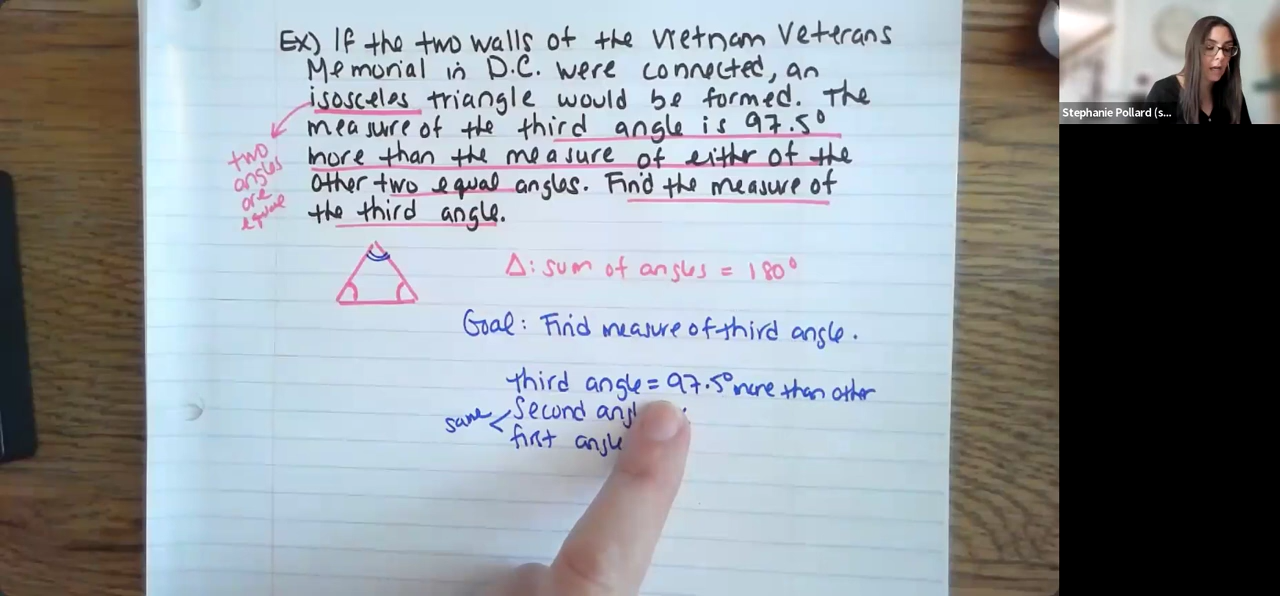 Ex) If the two walls of the Vietnam Veterans
Memorial in D.C. were connected, an
isosceles triangle would be formed. The
measure of the third angle is 97.5°
more than the measure of either of the
other two equal angles. Find the measure of
the third angle.
two
angles
are
equal
Δ: sum of angles = 180°
Goal: Find measure of third angle.
third angle = 97.5° more than other
same < second angl
first angle
Stephanie Pollard (s...